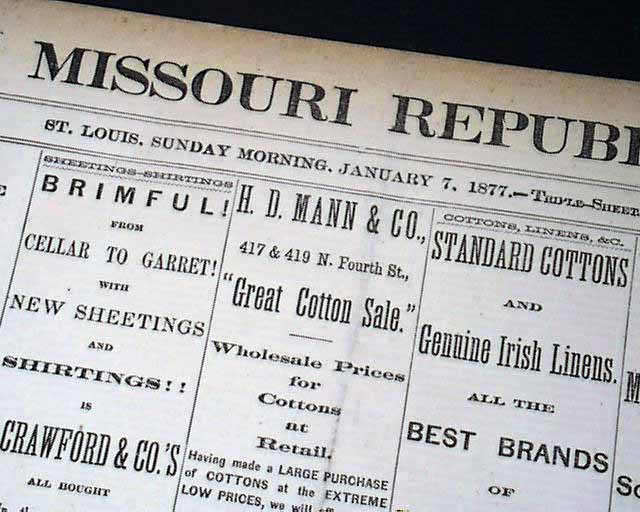 MISSOURI REPUB
ST. LOUIS, SUNDAY MORNING, JANUARY 7, 1877.—TRIPLE-SHEET
SHEETINGS-SHIRTINGS
BRIMFUL!
FROM
CELLAR TO GARRET!
WITH
NEW SHEETINGS
AND
SHIRTINGS!!
IS
CRAWFORD & CO.'S
ALL BOUGHT
H. D. MANN & CO.,
417 & 419 N. Fourth St.,
"Great Cotton Sale."
Wholesale Prices
for
Cottons
at
Retail.
Having made a LARGE PURCHASE
of COTTONS at the EXTREME
LOW PRICES, we will
COTTONS, LINENS, &C.
STANDARD COTTONS
AND
Genuine Irish Linens.
ALL THE
BEST BRANDS
OF